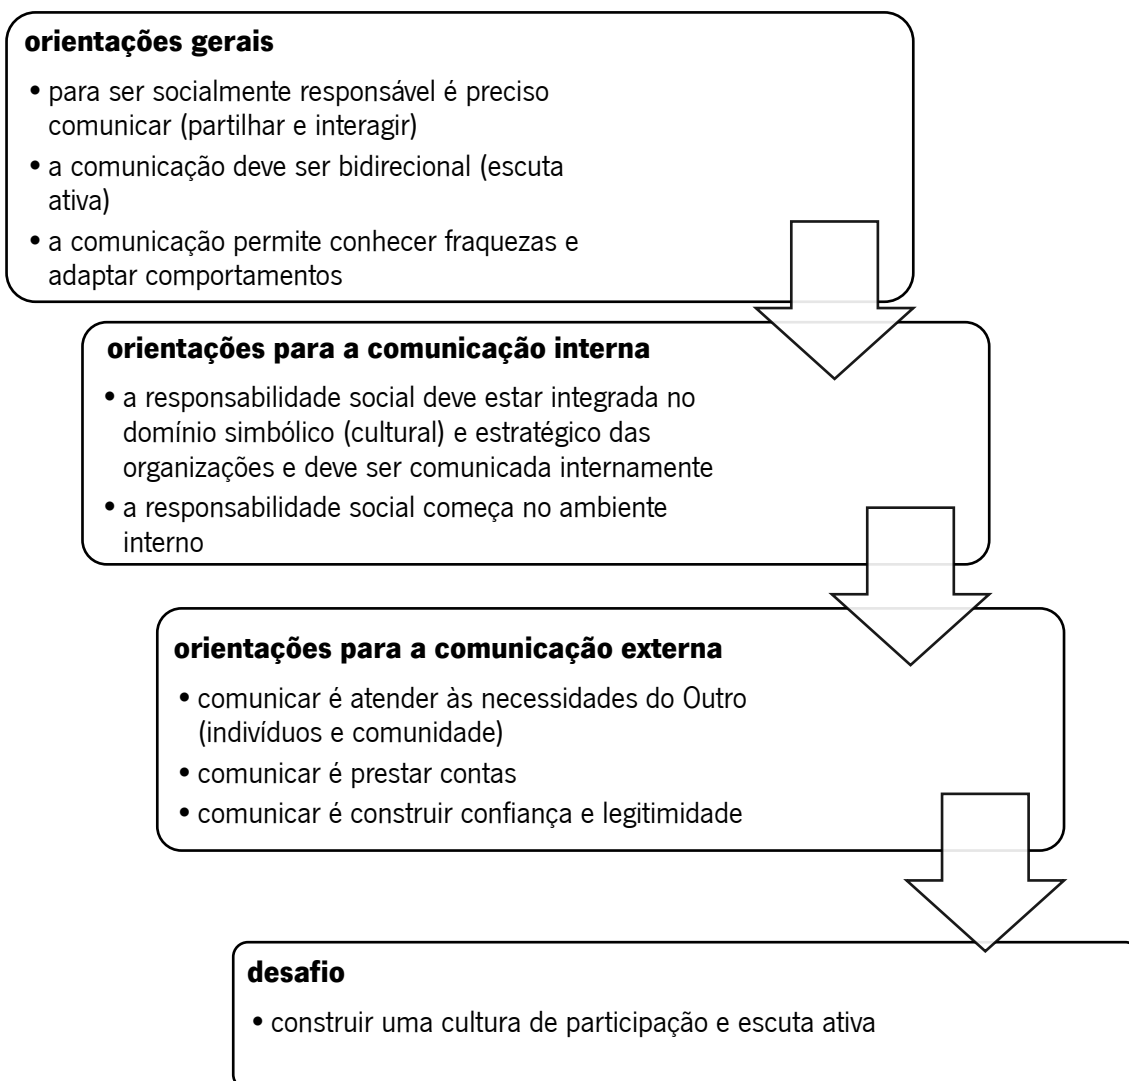 orientações gerais
• para ser socialmente responsável é preciso
comunicar (partilhar e interagir)
• a comunicação deve ser bidirecional (escuta
ativa)
• a comunicação permite conhecer fraquezas e
adaptar comportamentos
orientações para a comunicação interna
• a responsabilidade social deve estar integrada no
domínio simbólico (cultural) e estratégico das
organizações e deve ser comunicada internamente
• a responsabilidade social começa no ambiente
interno
orientações para a comunicação externa
• comunicar é atender às necessidades do Outro
(indivíduos e comunidade)
• comunicar é prestar contas
• comunicar é construir confiança e legitimidade
desafio
• construir uma cultura de participação e escuta ativa